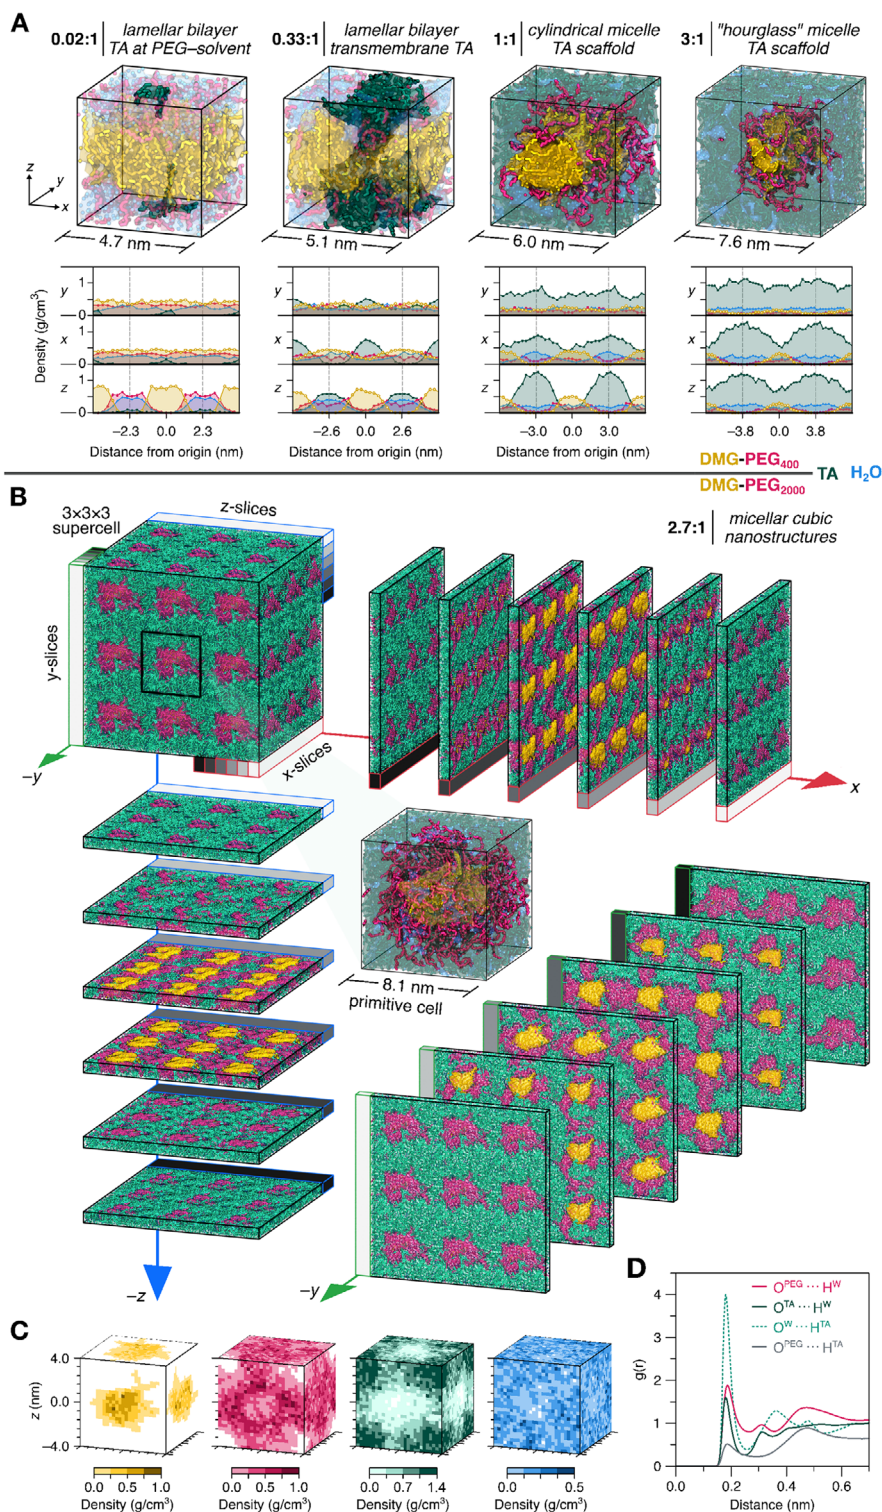 A
0.02:1 lamellar bilayer
TA at PEG–solvent
0.33:1 lamellar bilayer
transmembrane TA
1:1 cylindrical micelle
TA scaffold
3:1 "hourglass" micelle
TA scaffold
z
y
x
4.7 nm
5.1 nm
6.0 nm
7.6 nm
Density (g/cm³)
y
1
0
x
1
0
z
1
0
y
x
z
y
x
z
y
x
z
−2.3 0.0 2.3
−2.6 0.0 2.6
−3.0 0.0 3.0
−3.8 0.0 3.8
Distance from origin (nm)
Distance from origin (nm)
Distance from origin (nm)
Distance from origin (nm)
DMG-PEG₄₀₀
DMG-PEG₂₀₀₀
TA H₂O
B
3×3×3
supercell
z-slices
2.7:1 micellar cubic
nanostructures
y-slices
x-slices
−y
x
8.1 nm
primitive cell
−z
−y
C
z (nm)
4.0
0.0
−4.0
0.0 0.5 1.0
Density (g/cm³)
0.0 0.5 1.0
Density (g/cm³)
0.0 0.7 1.4
Density (g/cm³)
0.0 0.5
Density (g/cm³)
D
O^PEG ··· H^W
O^TA ··· H^W
O^W ··· H^TA
O^PEG ··· H^TA
g(r)
4
3
2
1
0
0.0 0.2 0.4 0.6
Distance (nm)